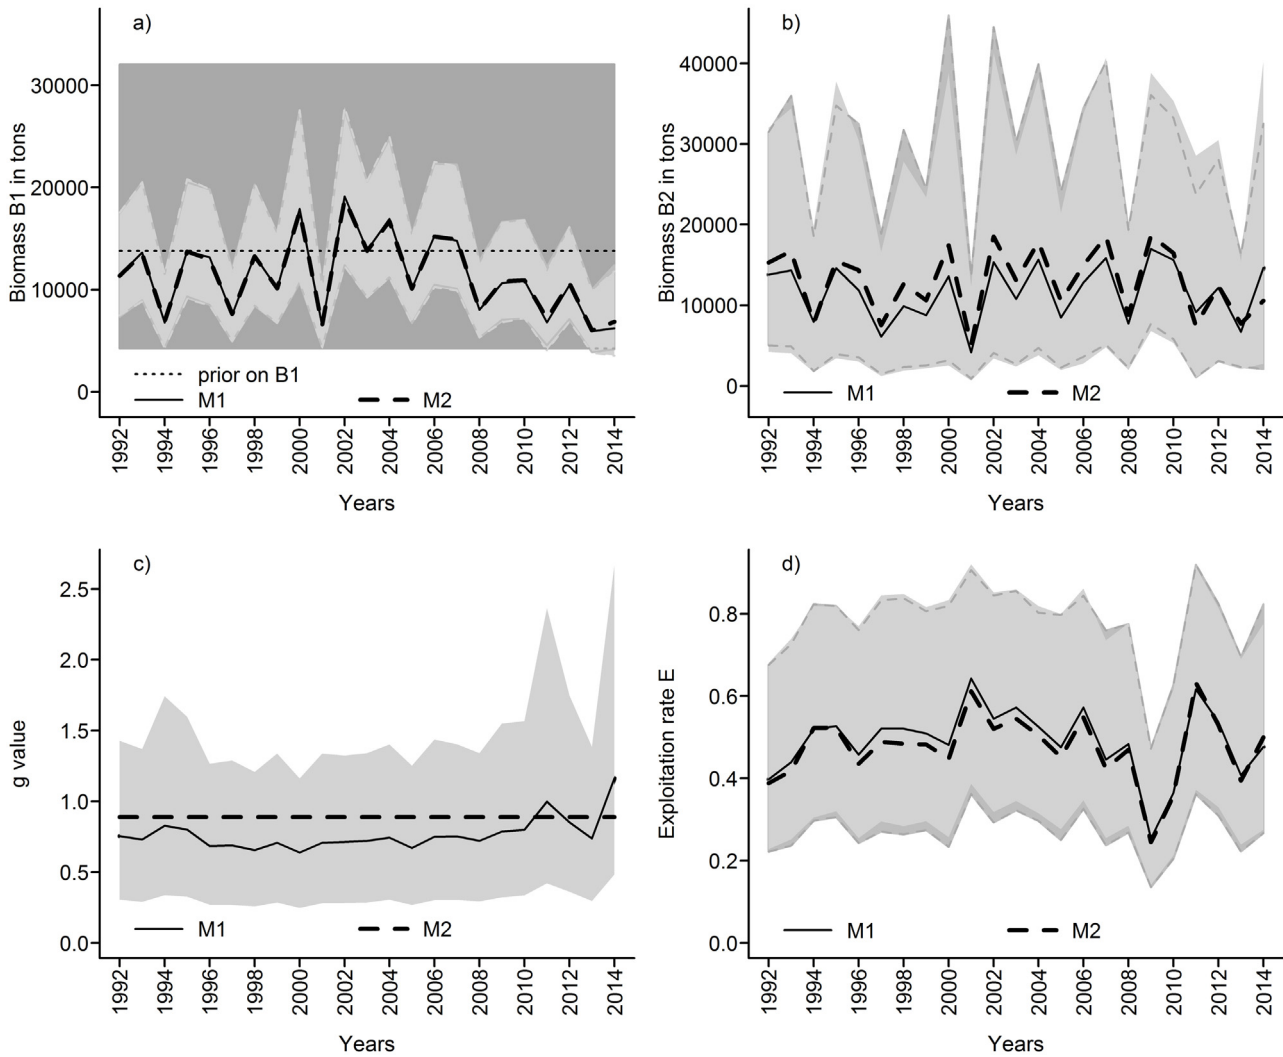 a)
30000
20000
10000
0
Biomass B1 in tons
prior on B1
M1 M2
1992 1994 1996 1998 2000 2002 2004 2006 2008 2010 2012 2014
Years
b)
40000
30000
20000
10000
0
Biomass B2 in tons
M1 M2
1992 1994 1996 1998 2000 2002 2004 2006 2008 2010 2012 2014
Years
c)
2.5
2.0
1.5
1.0
0.5
0.0
g value
M1 M2
1992 1994 1996 1998 2000 2002 2004 2006 2008 2010 2012 2014
Years
d)
0.8
0.6
0.4
0.2
0.0
Exploitation rate E
M1 M2
1992 1994 1996 1998 2000 2002 2004 2006 2008 2010 2012 2014
Years